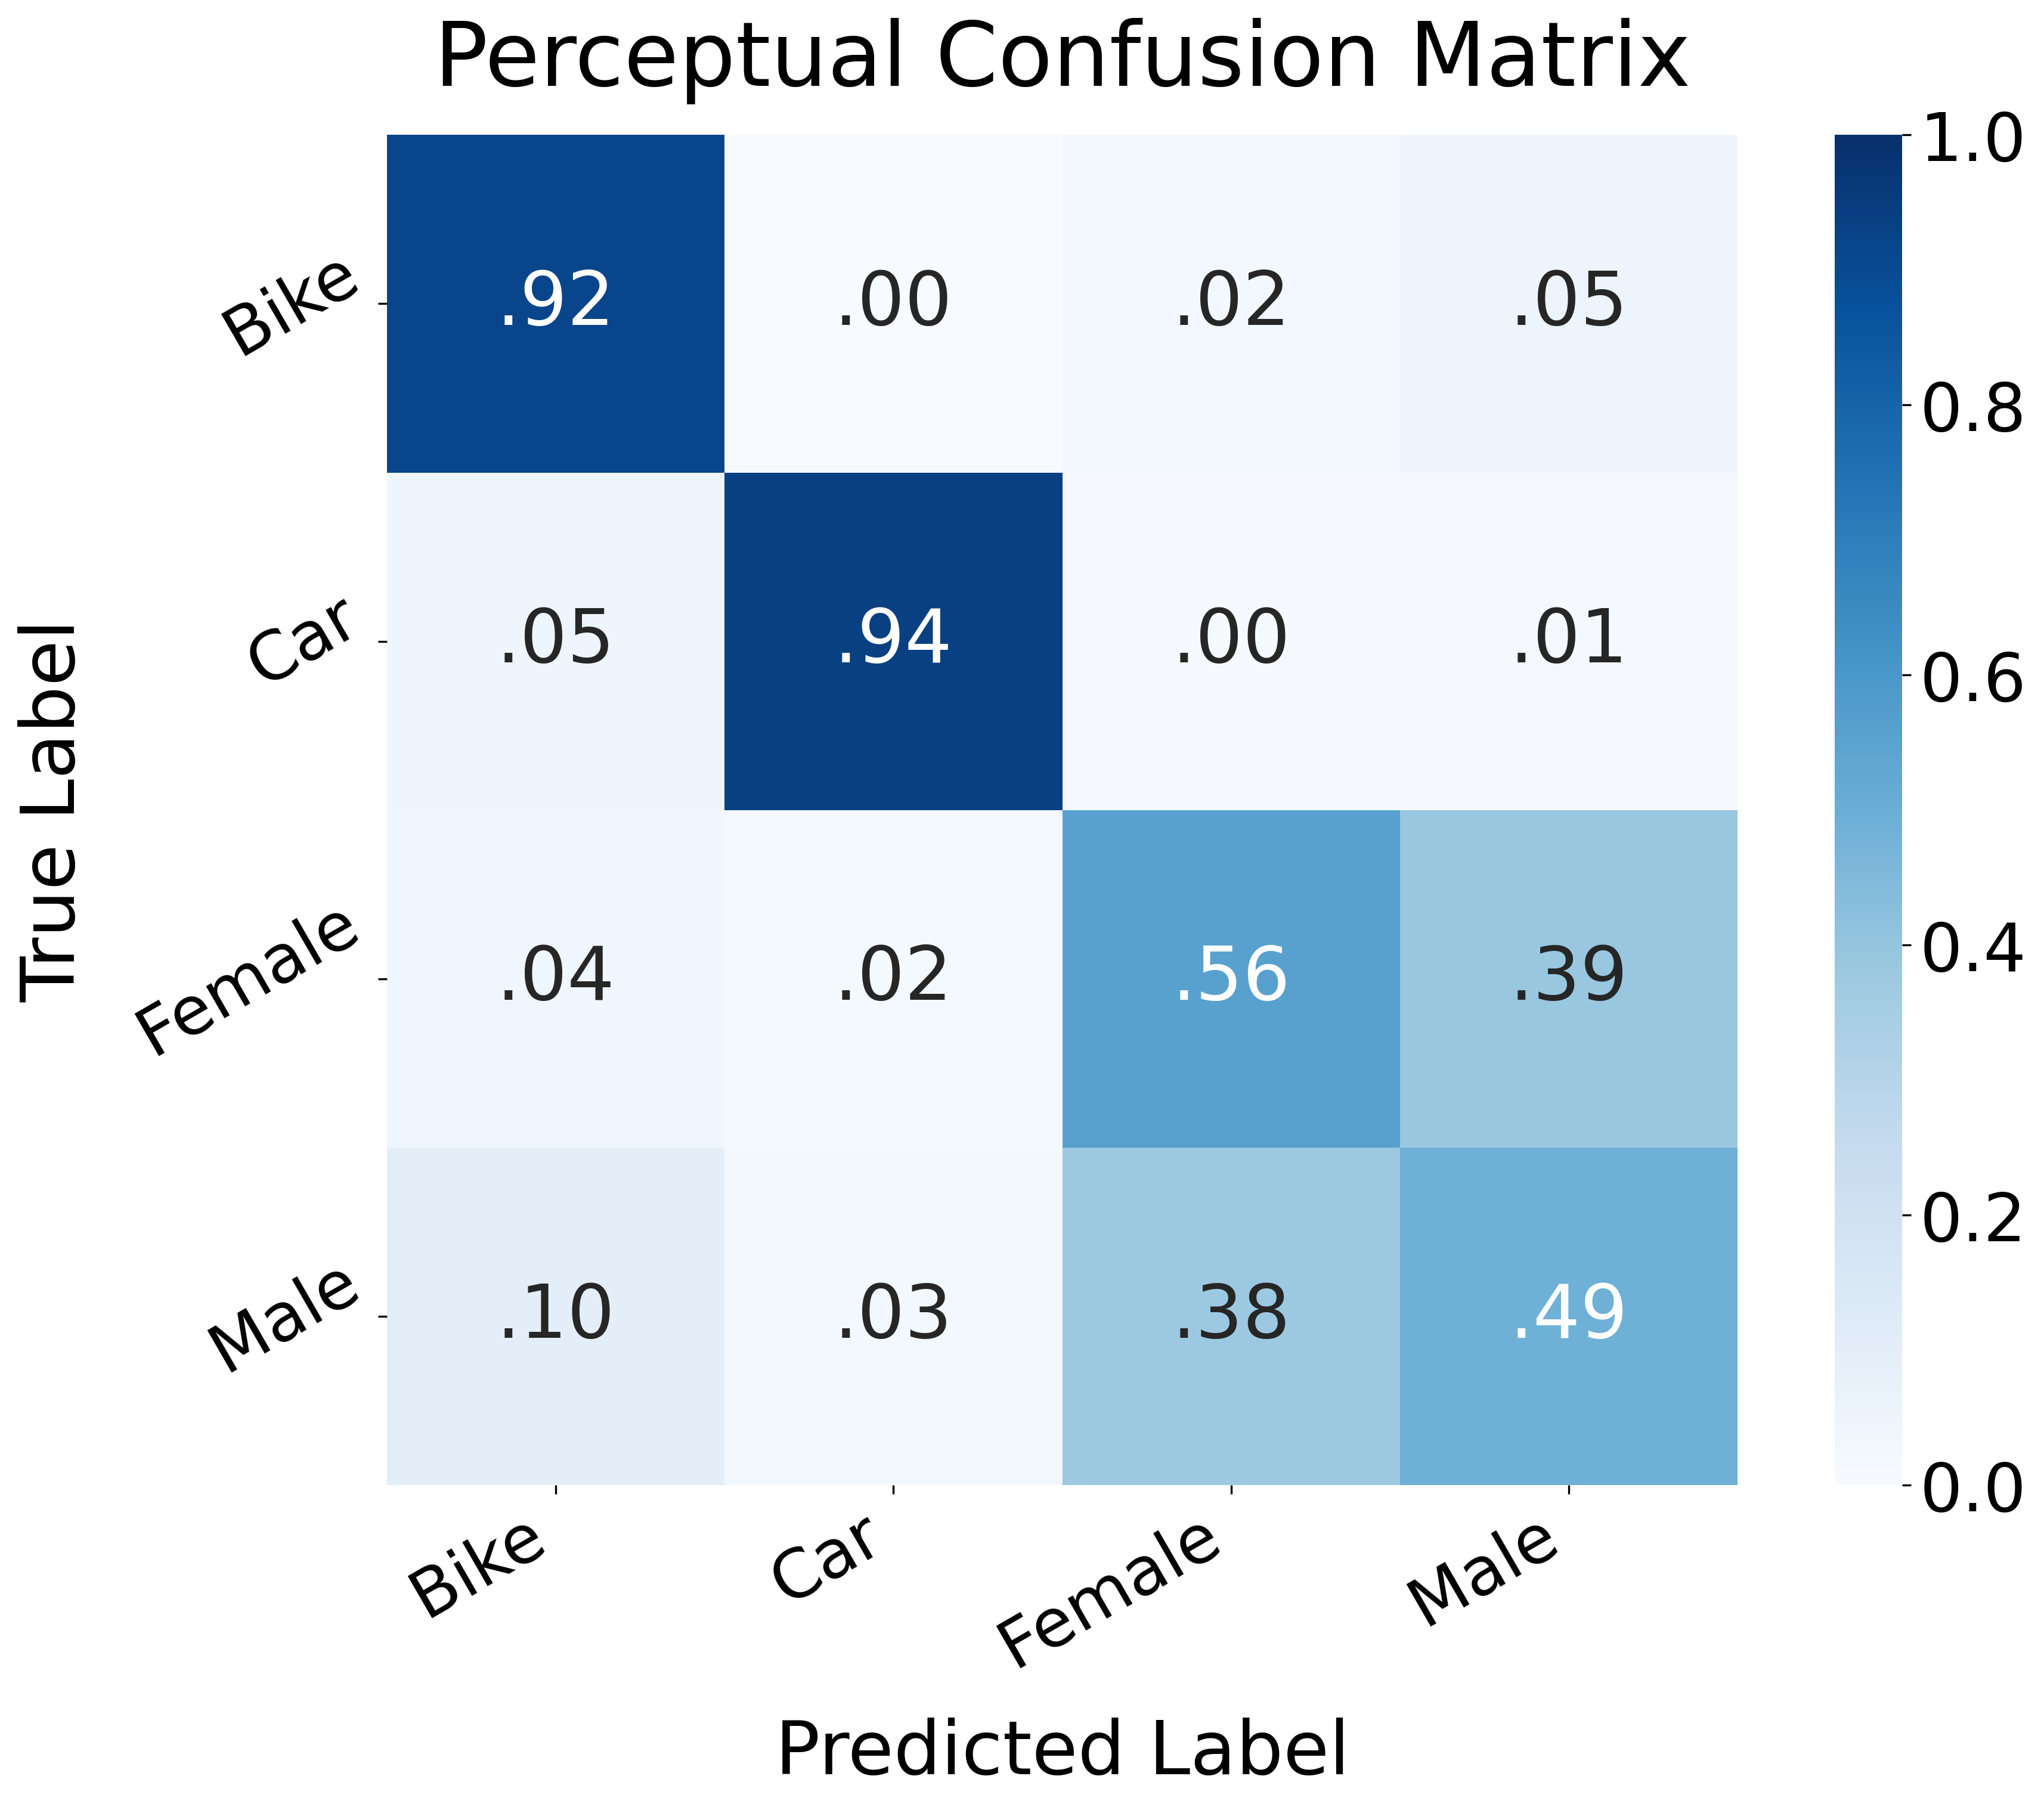 Perceptual Confusion Matrix
True Label
Bike .92 .00 .02 .05
Car .05 .94 .00 .01
Female .04 .02 .56 .39
Male .10 .03 .38 .49
Bike Car Female Male
Predicted Label
1.0
0.8
0.6
0.4
0.2
0.0